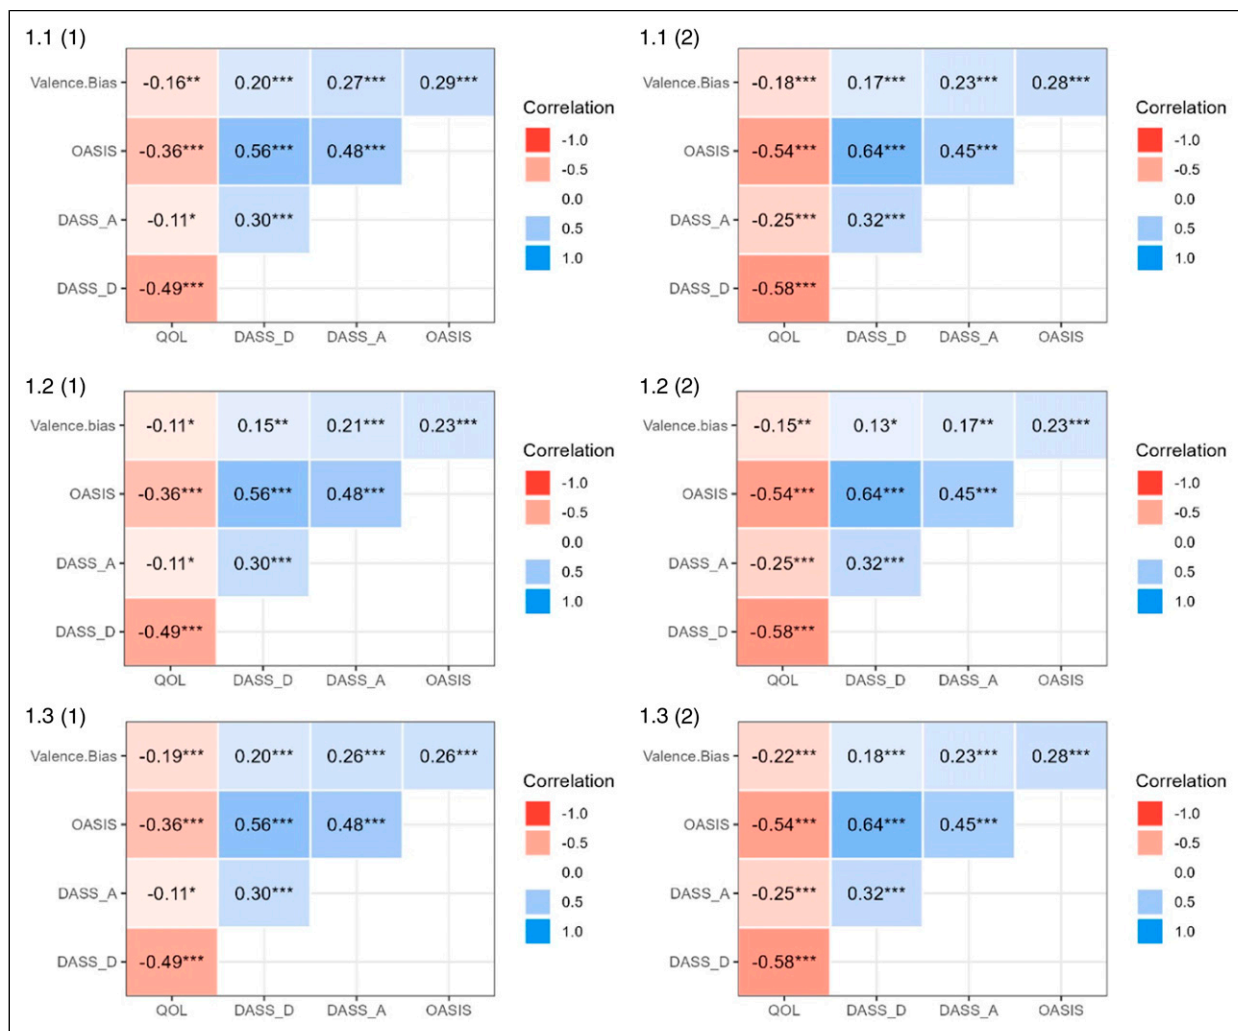 1.1 (1)
Valence.Bias -0.16** 0.20*** 0.27*** 0.29***
OASIS -0.36*** 0.56*** 0.48***
DASS_A -0.11* 0.30***
DASS_D -0.49***
QOL DASS_D DASS_A OASIS
Correlation
-1.0
-0.5
0.0
0.5
1.0
1.1 (2)
Valence.Bias -0.18*** 0.17*** 0.23*** 0.28***
OASIS -0.54*** 0.64*** 0.45***
DASS_A -0.25*** 0.32***
DASS_D -0.58***
QOL DASS_D DASS_A OASIS
Correlation
-1.0
-0.5
0.0
0.5
1.0
1.2 (1)
Valence.bias -0.11* 0.15** 0.21*** 0.23***
OASIS -0.36*** 0.56*** 0.48***
DASS_A -0.11* 0.30***
DASS_D -0.49***
QOL DASS_D DASS_A OASIS
Correlation
-1.0
-0.5
0.0
0.5
1.0
1.2 (2)
Valence.bias -0.15** 0.13* 0.17** 0.23***
OASIS -0.54*** 0.64*** 0.45***
DASS_A -0.25*** 0.32***
DASS_D -0.58***
QOL DASS_D DASS_A OASIS
Correlation
-1.0
-0.5
0.0
0.5
1.0
1.3 (1)
Valence.Bias -0.19*** 0.20*** 0.26*** 0.26***
OASIS -0.36*** 0.56*** 0.48***
DASS_A -0.11* 0.30***
DASS_D -0.49***
QOL DASS_D DASS_A OASIS
Correlation
-1.0
-0.5
0.0
0.5
1.0
1.3 (2)
Valence.Bias -0.22*** 0.18*** 0.23*** 0.28***
OASIS -0.54*** 0.64*** 0.45***
DASS_A -0.25*** 0.32***
DASS_D -0.58***
QOL DASS_D DASS_A OASIS
Correlation
-1.0
-0.5
0.0
0.5
1.0